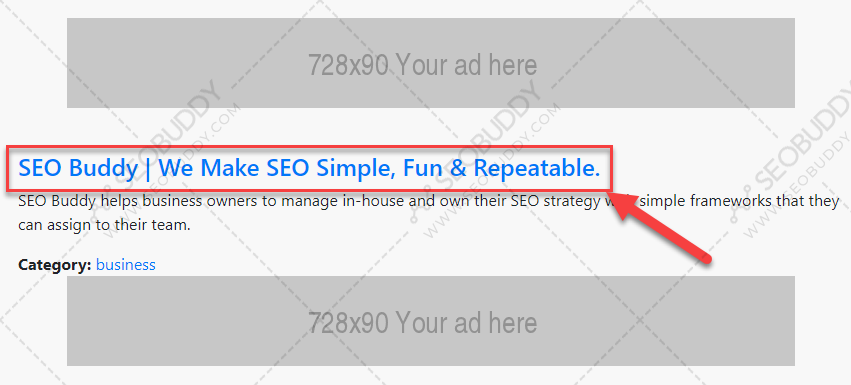 728x90 Your ad here
SEO Buddy | We Make SEO Simple, Fun & Repeatable.
SEO Buddy helps business owners to manage in-house and own their SEO strategy with simple frameworks that they
can assign to their team.
Category: business
728x90 Your ad here
SEOBUDDY
WWW.SEOBUDDY.COM
SEOBUDDY
WWW.SEOBUDDY.COM
SEOBUDDY
WWW.SEOBUDDY.COM
SEOBUDDY